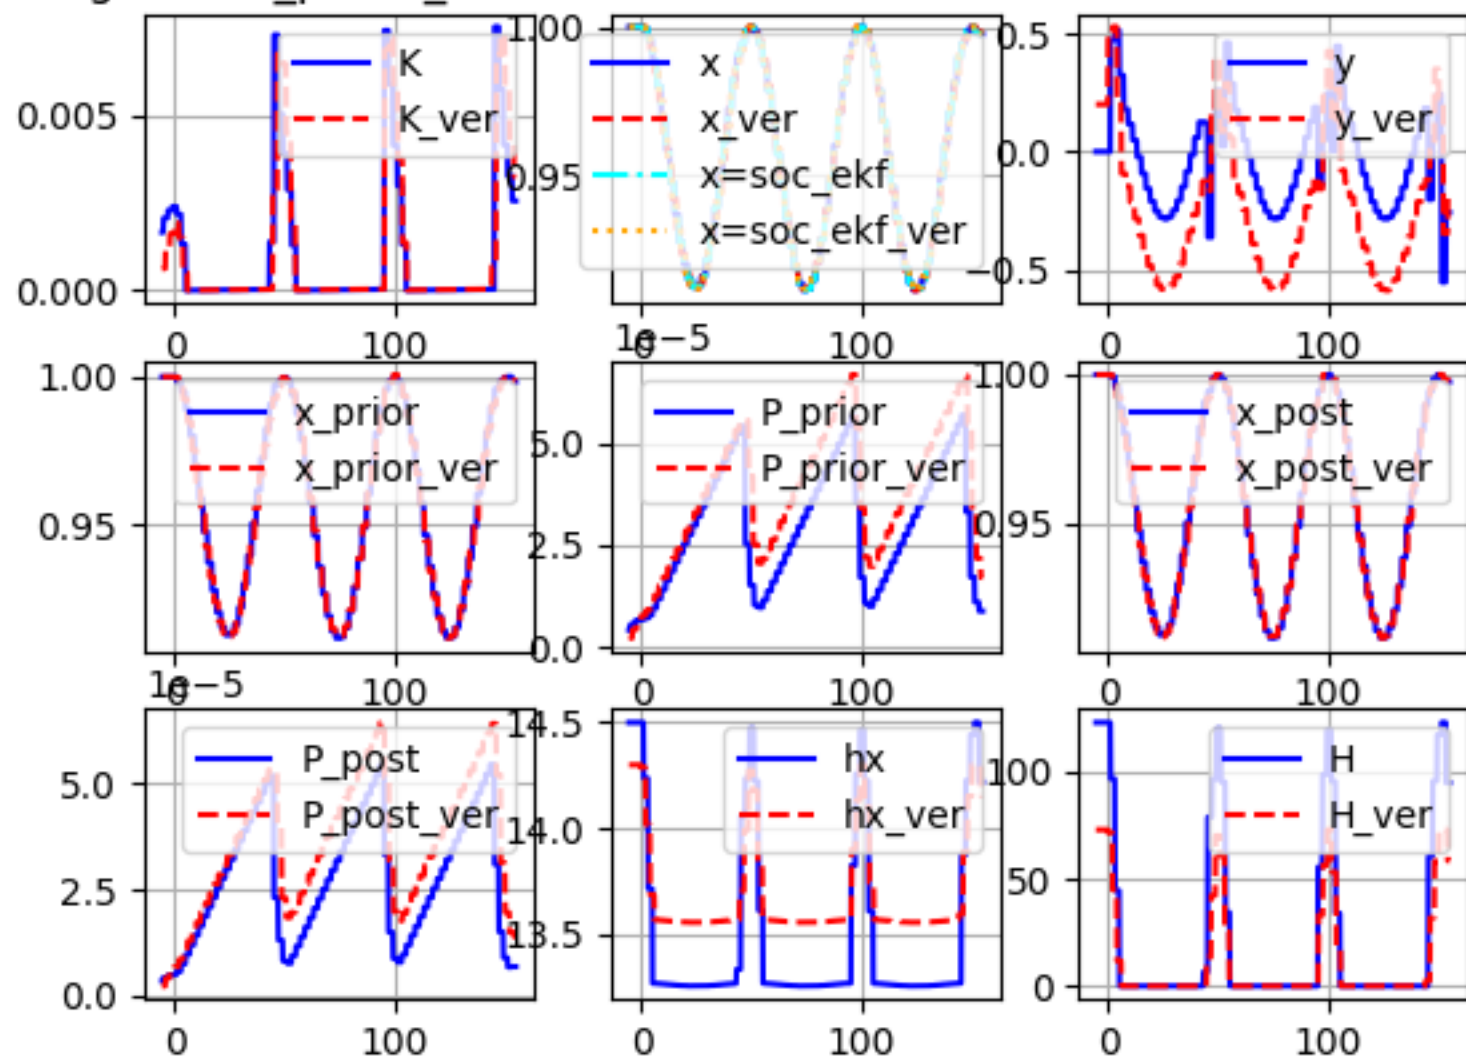 K
K_ver
0.005
0.000
0
100
1.00
0.95
x
x_ver
x=soc_ekf
x=soc_ekf_ver
0
100
0.5
0.0
−0.5
y
y_ver
0
100
1.00
0.95
x_prior
x_prior_ver
0
100
1e−5
5.0
2.5
0.0
P_prior
P_prior_ver
0
100
1.00
0.95
x_post
x_post_ver
0
100
1e−5
5.0
2.5
0.0
P_post
P_post_ver
0
100
14.5
14.0
13.5
hx
hx_ver
0
100
100
50
0
H
H_ver
0
100